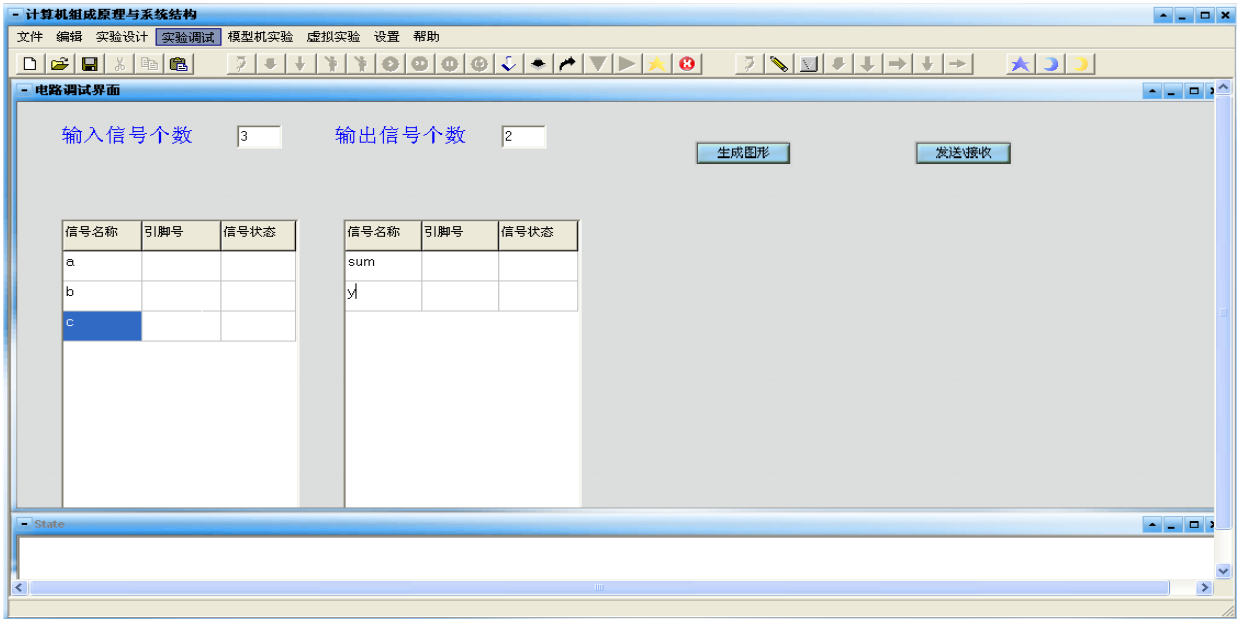 计算机组成原理与系统结构
文件 编辑 实验设计 实验调试 模型机实验 虚拟实验 设置 帮助
电路调试界面
输入信号个数 3 输出信号个数 2
生成图形 发送\接收
信号名称 引脚号 信号状态 信号名称 引脚号 信号状态
a sum
b y
c
State